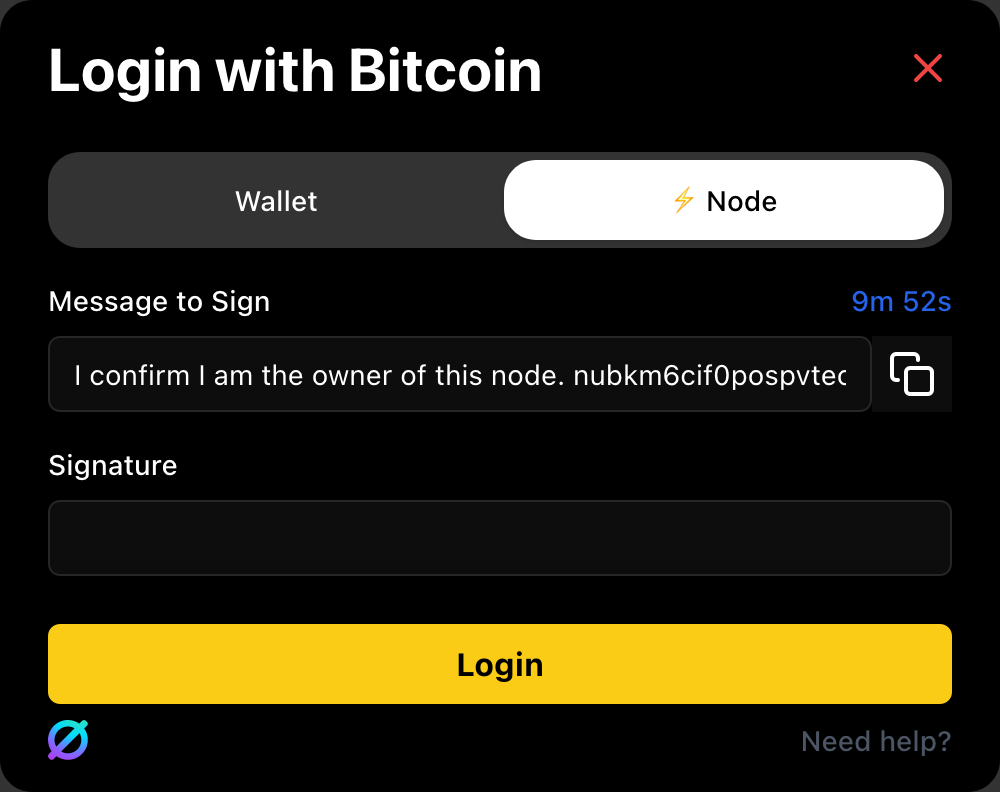 Login with Bitcoin
Wallet
⚡ Node
Message to Sign
9m 52s
I confirm I am the owner of this node. nubkm6cif0pospvtec
Signature
Login
Need help?